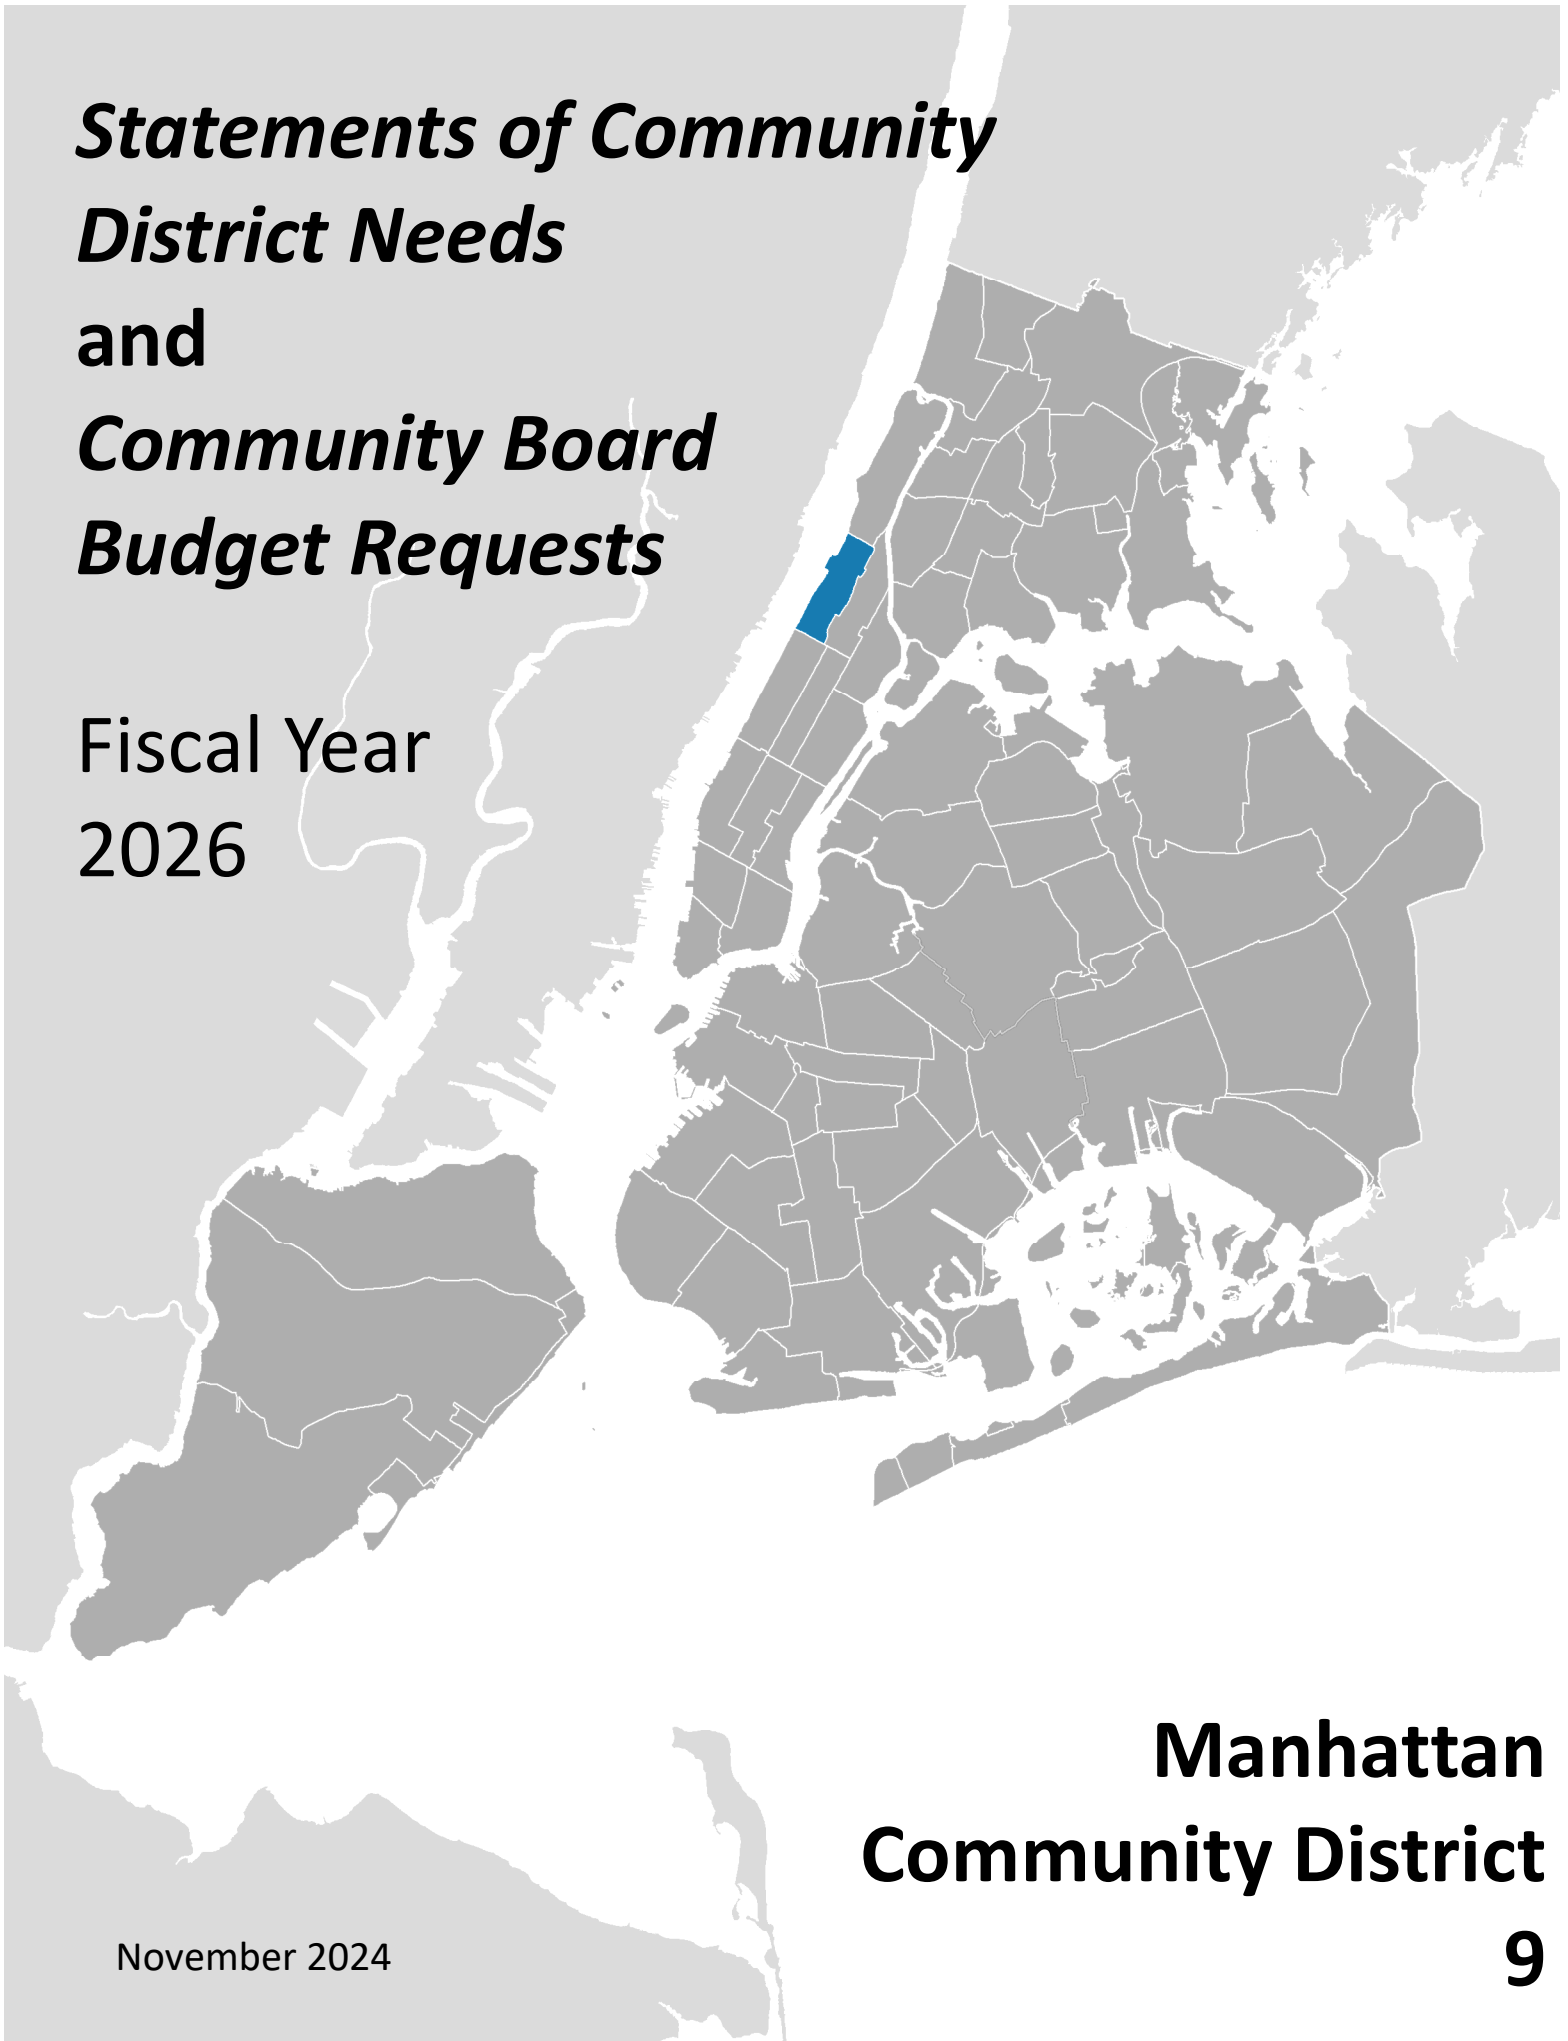 Statements of Community
District Needs
and
Community Board
Budget Requests
Fiscal Year
2026
Manhattan
Community District
9
November 2024